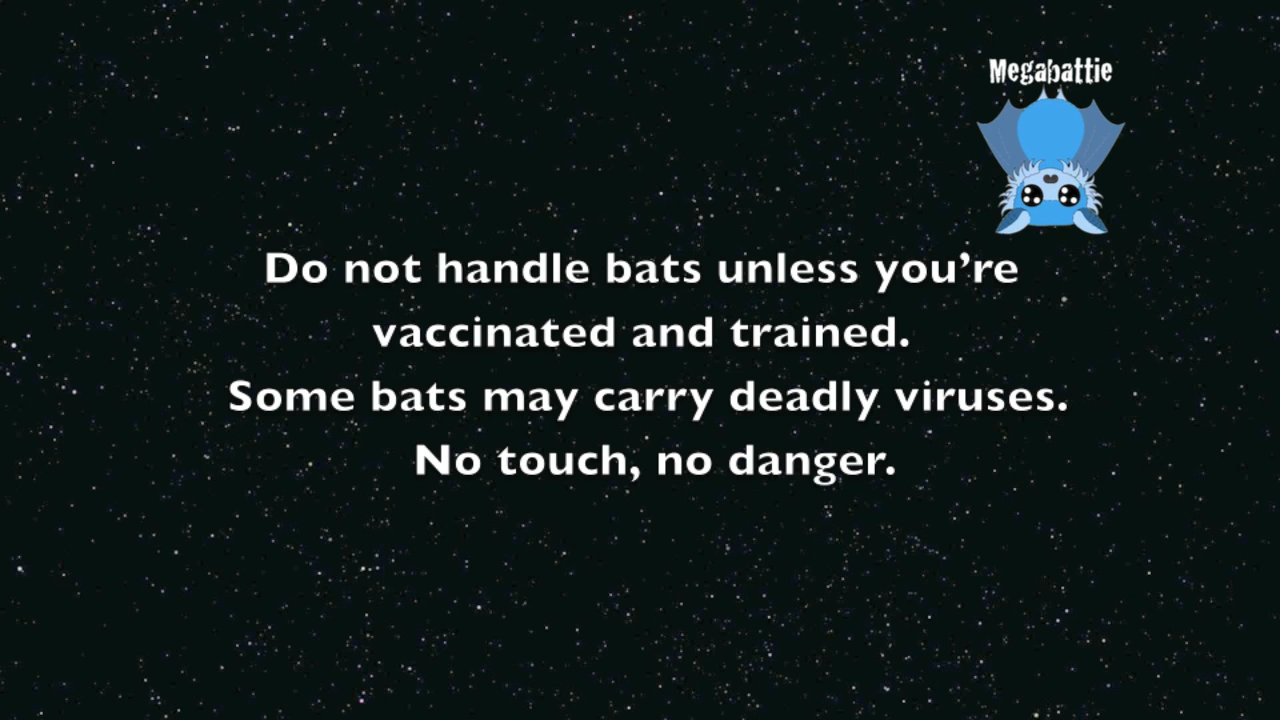 Megabattie
Do not handle bats unless you’re
vaccinated and trained.
Some bats may carry deadly viruses.
No touch, no danger.